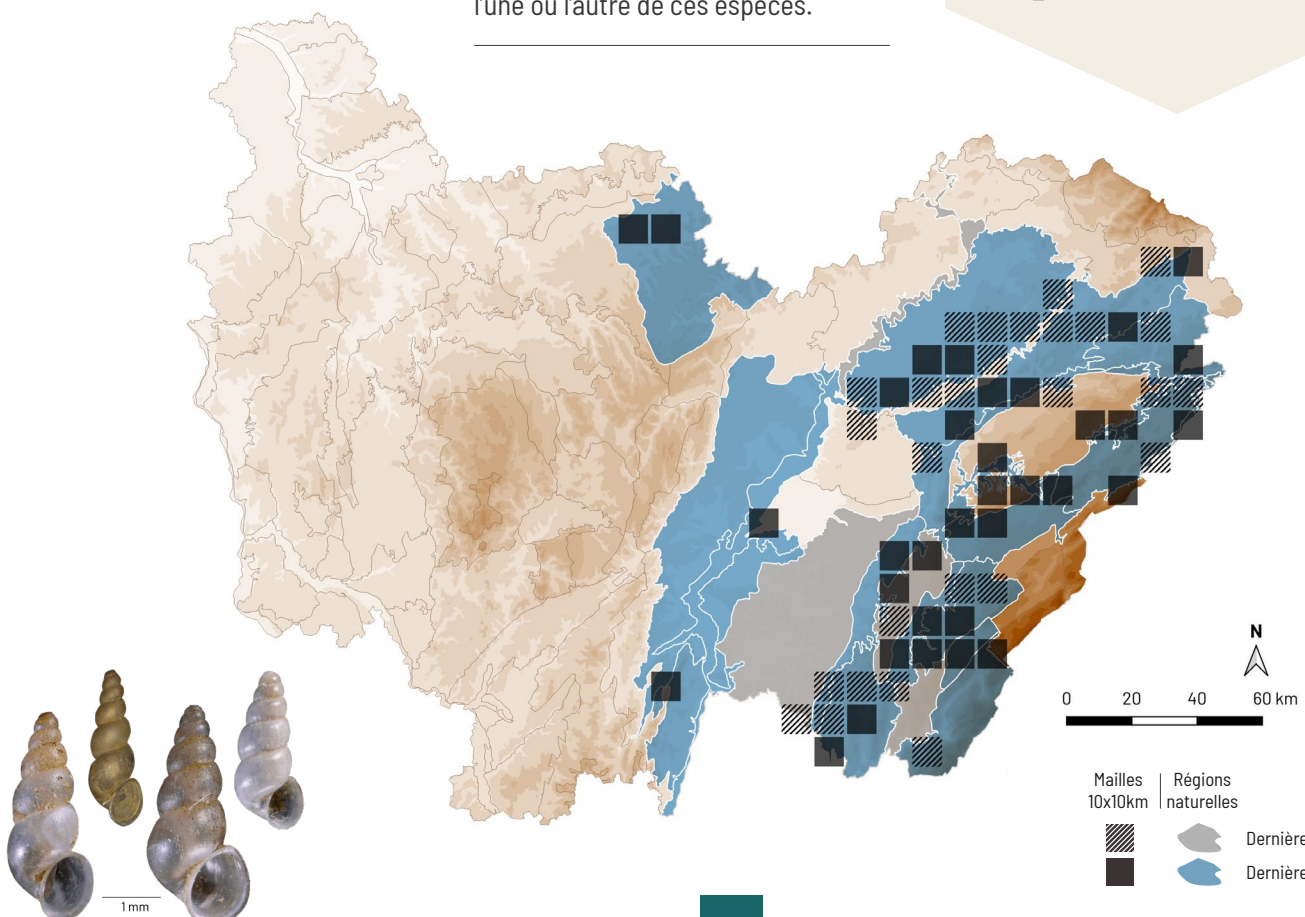 l'une ou l'autre de ces espèces.
N
0 20 40 60 km
Mailles
10x10km
Régions
naturelles
Dernière
Dernière
1 mm